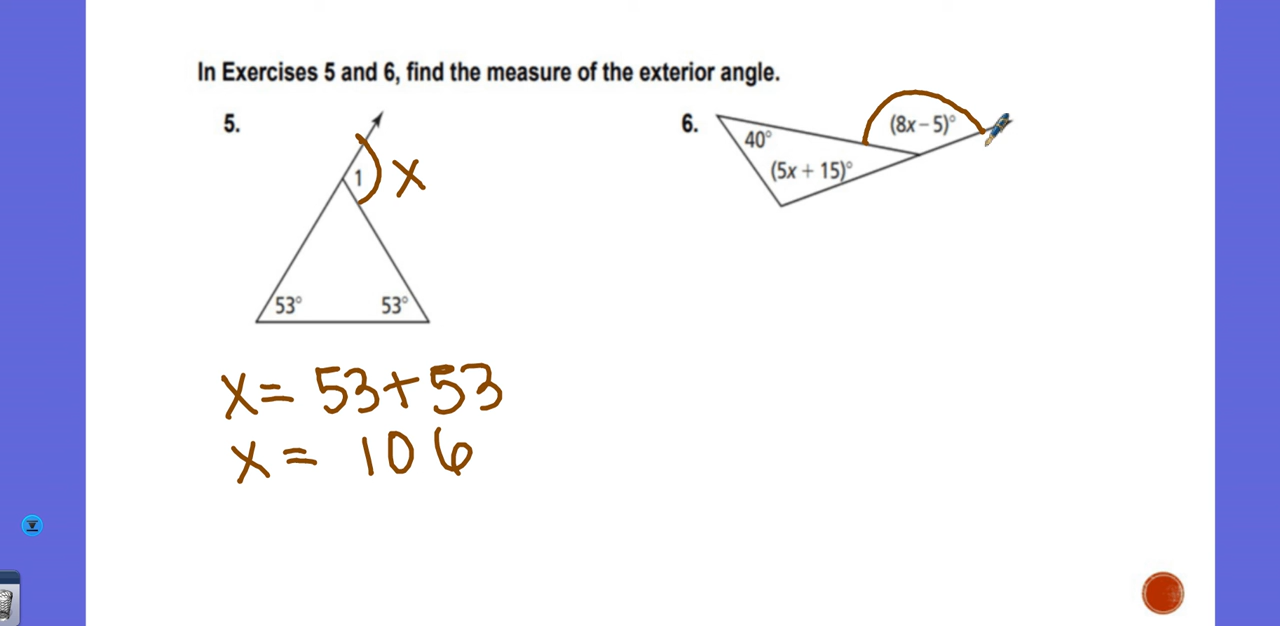 In Exercises 5 and 6, find the measure of the exterior angle.
5.
1
x
53°
53°
x = 53+53
x = 106
6.
40°
(8x – 5)°
(5x + 15)°